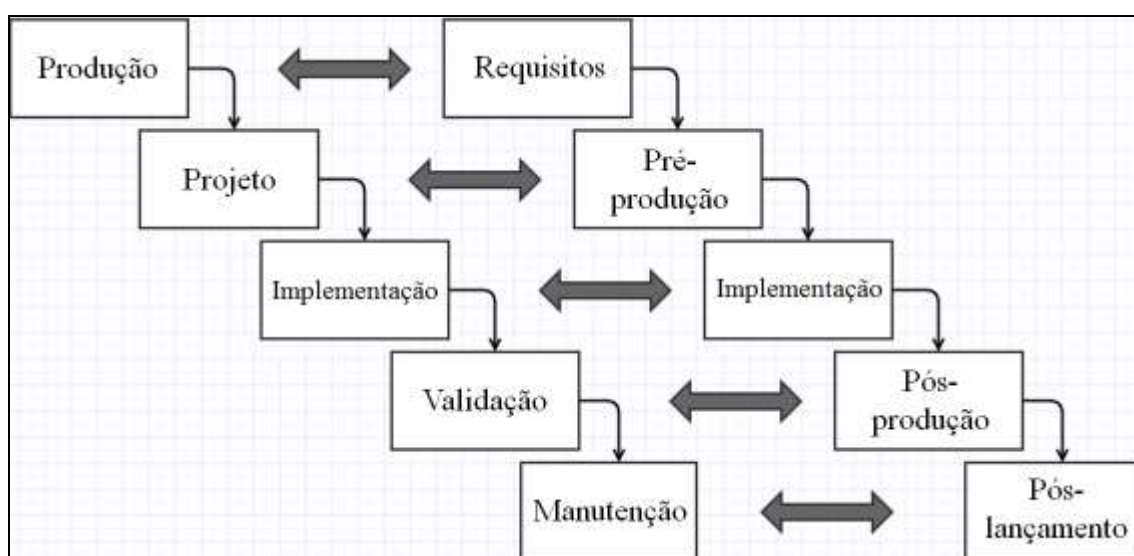 Produção
Requisitos
Projeto
Pré-
produção
Implementação
Implementação
Validação
Pós-
produção
Manutenção
Pós-
lançamento